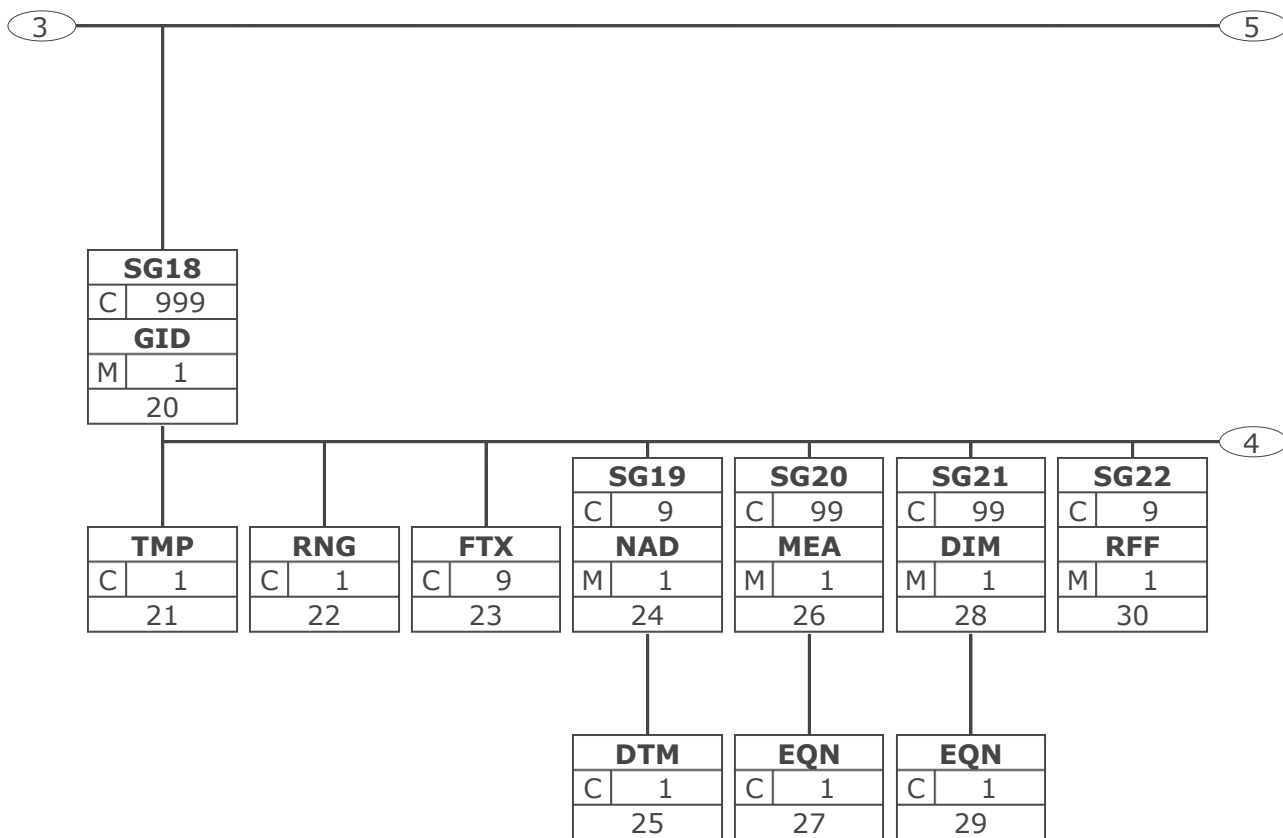 3 5
SG18
C 999
GID
M 1
20
4
SG19 SG20 SG21 SG22
C 9 C 99 C 99 C 9
TMP RNG FTX NAD MEA DIM RFF
C 1 C 1 C 9 M 1 M 1 M 1 M 1
21 22 23 24 26 28 30
DTM EQN EQN
C 1 C 1 C 1
25 27 29